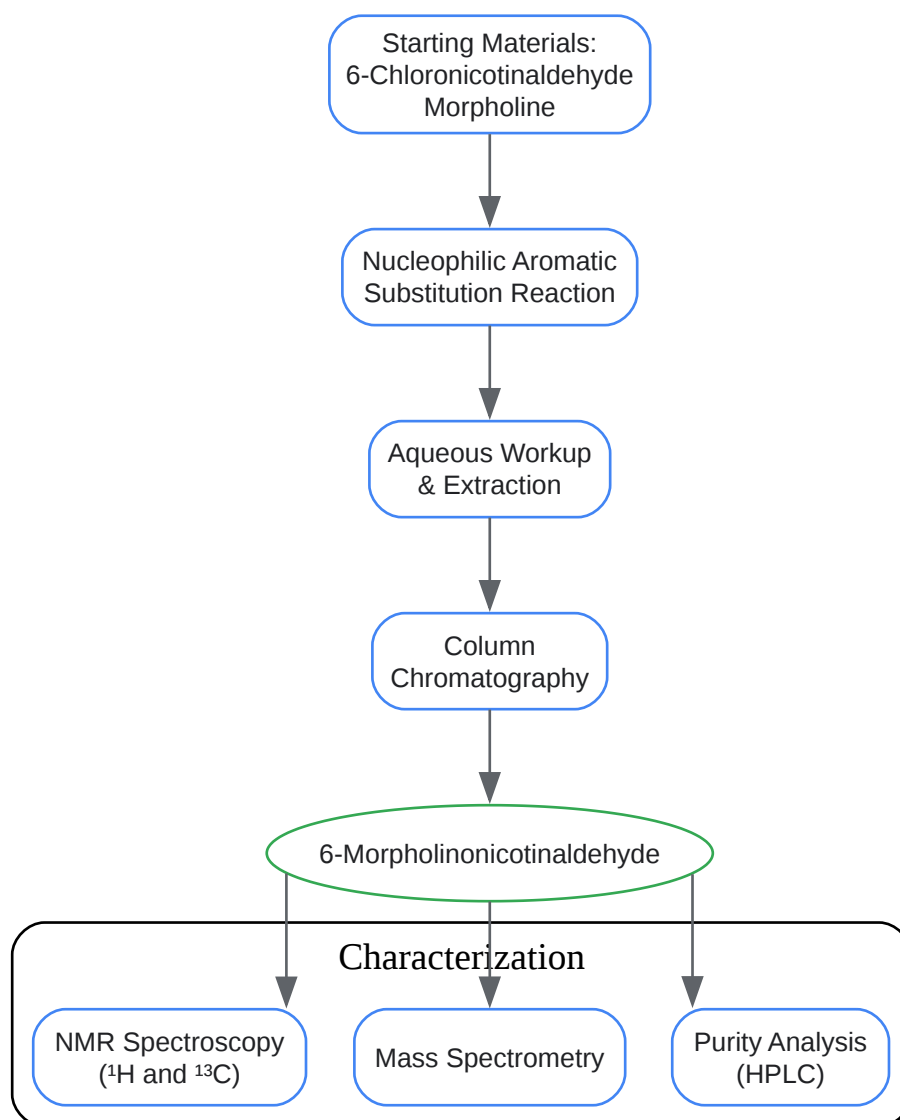 Starting Materials:
6-Chloronicotinaldehyde
Morpholine
Nucleophilic Aromatic
Substitution Reaction
Aqueous Workup
& Extraction
Column
Chromatography
6-Morpholinonicotinaldehyde
Characterization
NMR Spectroscopy
(¹H and ¹³C)
Mass Spectrometry
Purity Analysis
(HPLC)